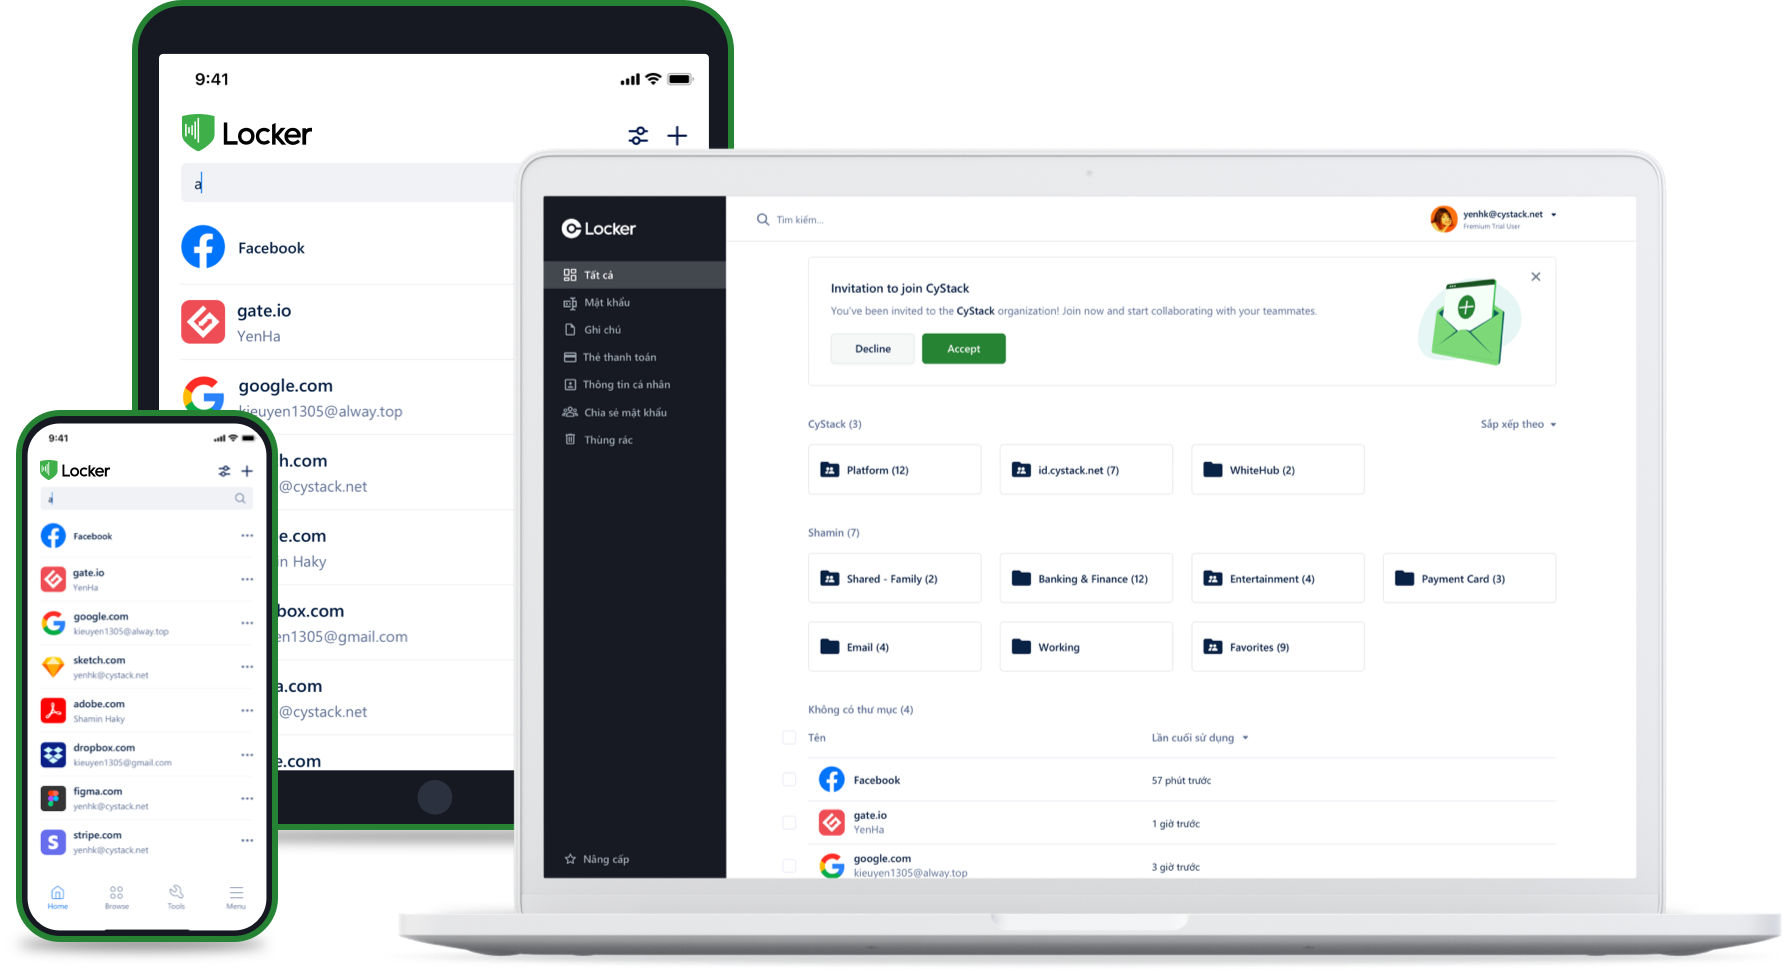 9:41
Locker
a
Facebook
gate.io
YenHa
google.com
kieuyen1305@alway.top
h.com
@cystack.net
e.com
in Haky
box.com
en1305@gmail.com
a.com
@cystack.net
e.com
9:41
Locker
a
Facebook
gate.io
YenHa
google.com
kieuyen1305@alway.top
sketch.com
yenhk@cystack.net
adobe.com
Shamin Haky
dropbox.com
kieuyen1305@gmail.com
figma.com
yenhk@cystack.net
stripe.com
yenhk@cystack.net
Home Browse Tools Menu
Locker
Tất cả
Mật khẩu
Ghi chú
Thẻ thanh toán
Thông tin cá nhân
Chia sẻ mật khẩu
Thùng rác
Nâng cấp
Tìm kiếm...
yenhk@cystack.net
Premium Trial User
Invitation to join CyStack
You've been invited to the CyStack organization! Join now and start collaborating with your teammates.
Decline Accept
CyStack (3) Sắp xếp theo
Platform (12) id.cystack.net (7) WhiteHub (2)
Shamin (7)
Shared - Family (2) Banking & Finance (12) Entertainment (4) Payment Card (3)
Email (4) Working Favorites (9)
Không có thư mục (4)
Tên Lần cuối sử dụng
Facebook 57 phút trước
gate.io
YenHa 1 giờ trước
google.com
kieuyen1305@alway.top 3 giờ trước